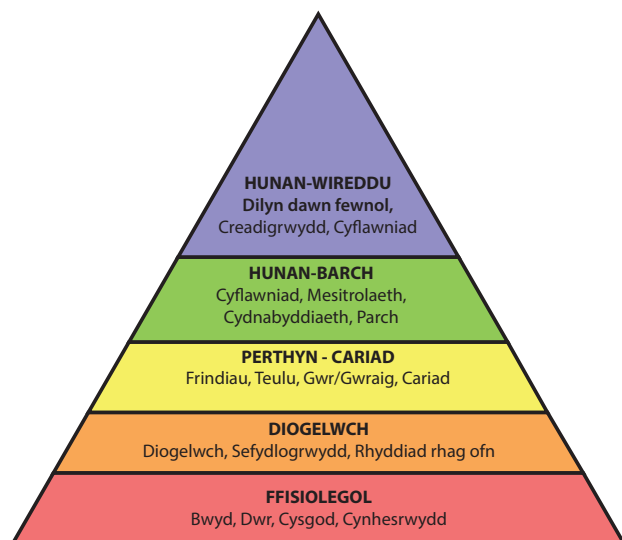 HUNAN-WIREDDU
Dilyn dawn fewnol,
Creadigrwydd, Cyflawniad
HUNAN-BARCH
Cyflawniad, Mesitrolaeth,
Cydnabyddiaeth, Parch
PERTHYN - CARIAD
Frindiau, Teulu, Gwr/Gwraig, Cariad
DIOGELWCH
Diogelwch, Sefydlogrwydd, Rhyddiad rhag ofn
FFISIOLEGOL
Bwyd, Dwr, Cysgod, Cynhesrwydd